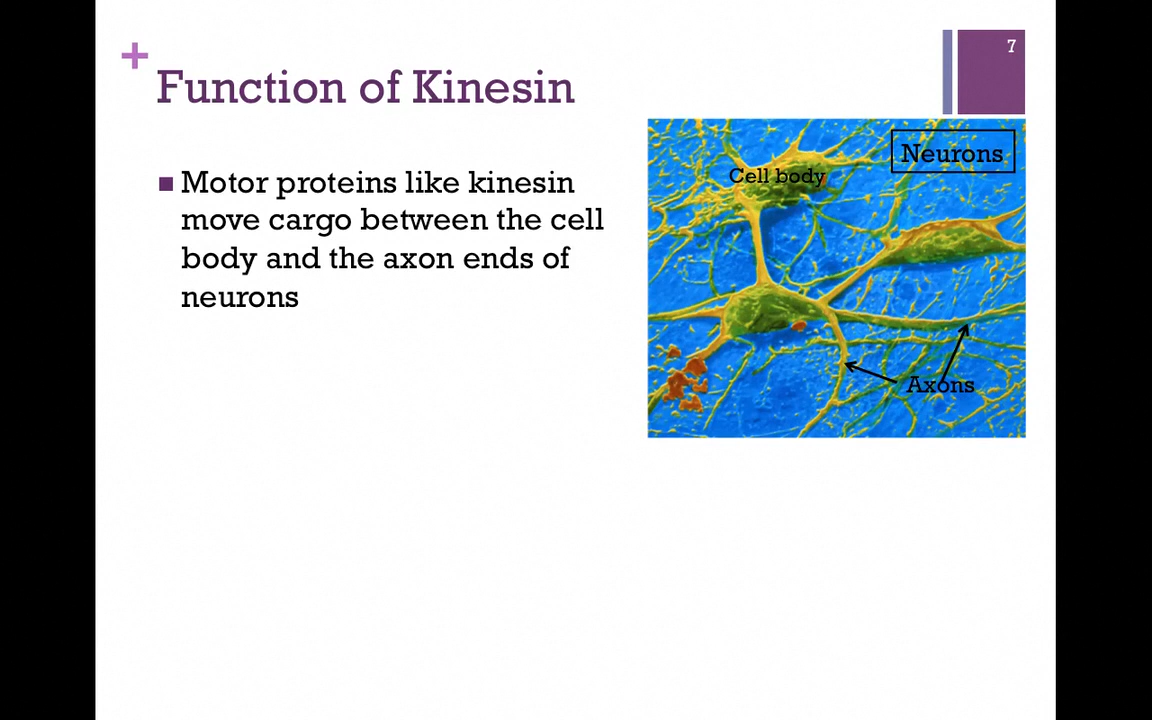 7
+
Function of Kinesin
■ Motor proteins like kinesin
move cargo between the cell
body and the axon ends of
neurons
Neurons
Cell body
Axons